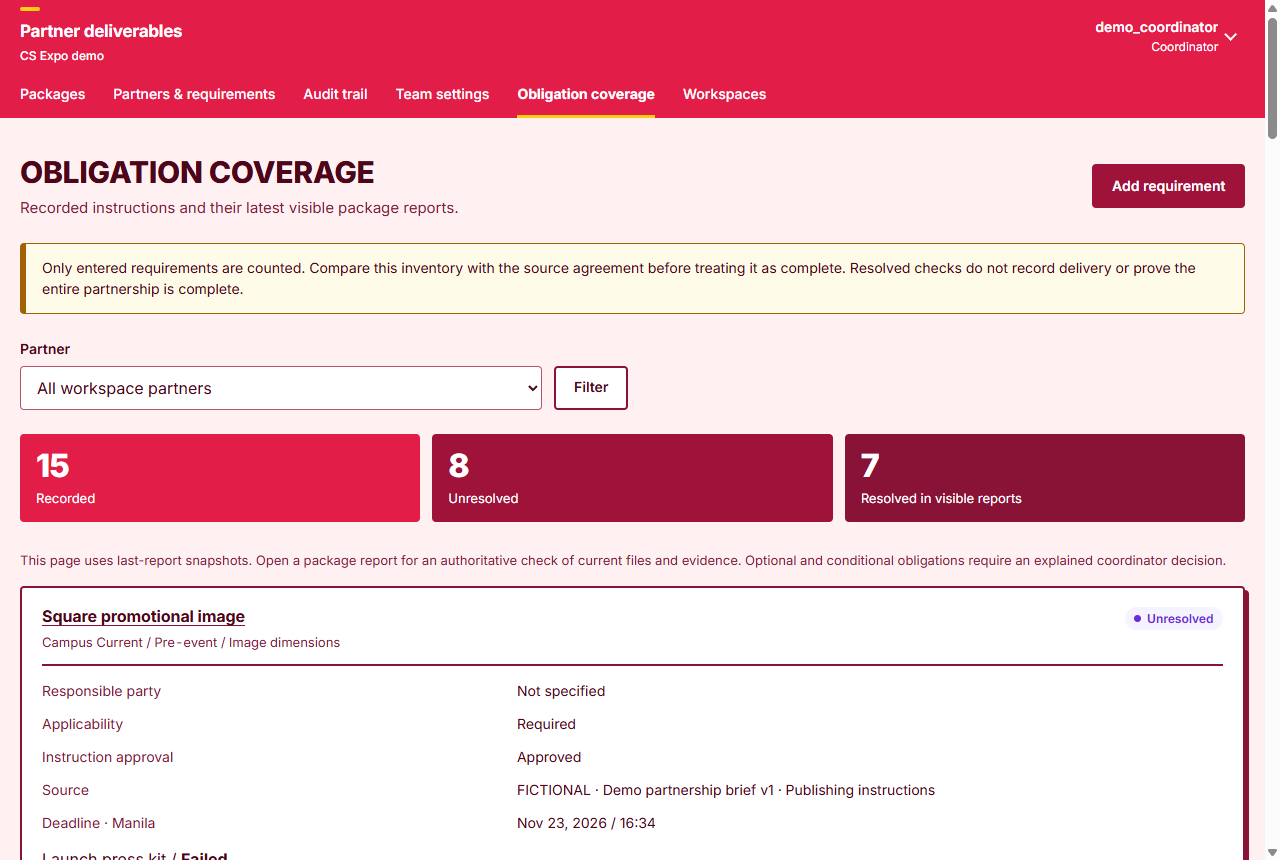 Partner deliverables
CS Expo demo
demo_coordinator
Coordinator
Packages
Partners & requirements
Audit trail
Team settings
Obligation coverage
Workspaces
OBLIGATION COVERAGE
Recorded instructions and their latest visible package reports.
Add requirement
Only entered requirements are counted. Compare this inventory with the source agreement before treating it as complete. Resolved checks do not record delivery or prove the
entire partnership is complete.
Partner
All workspace partners
Filter
15
Recorded
8
Unresolved
7
Resolved in visible reports
This page uses last-report snapshots. Open a package report for an authoritative check of current files and evidence. Optional and conditional obligations require an explained coordinator decision.
Square promotional image
Unresolved
Campus Current / Pre-event / Image dimensions
Responsible party
Not specified
Applicability
Required
Instruction approval
Approved
Source
FICTIONAL · Demo partnership brief v1 · Publishing instructions
Deadline · Manila
Nov 23, 2026 / 16:34
Launch press kit / Failed